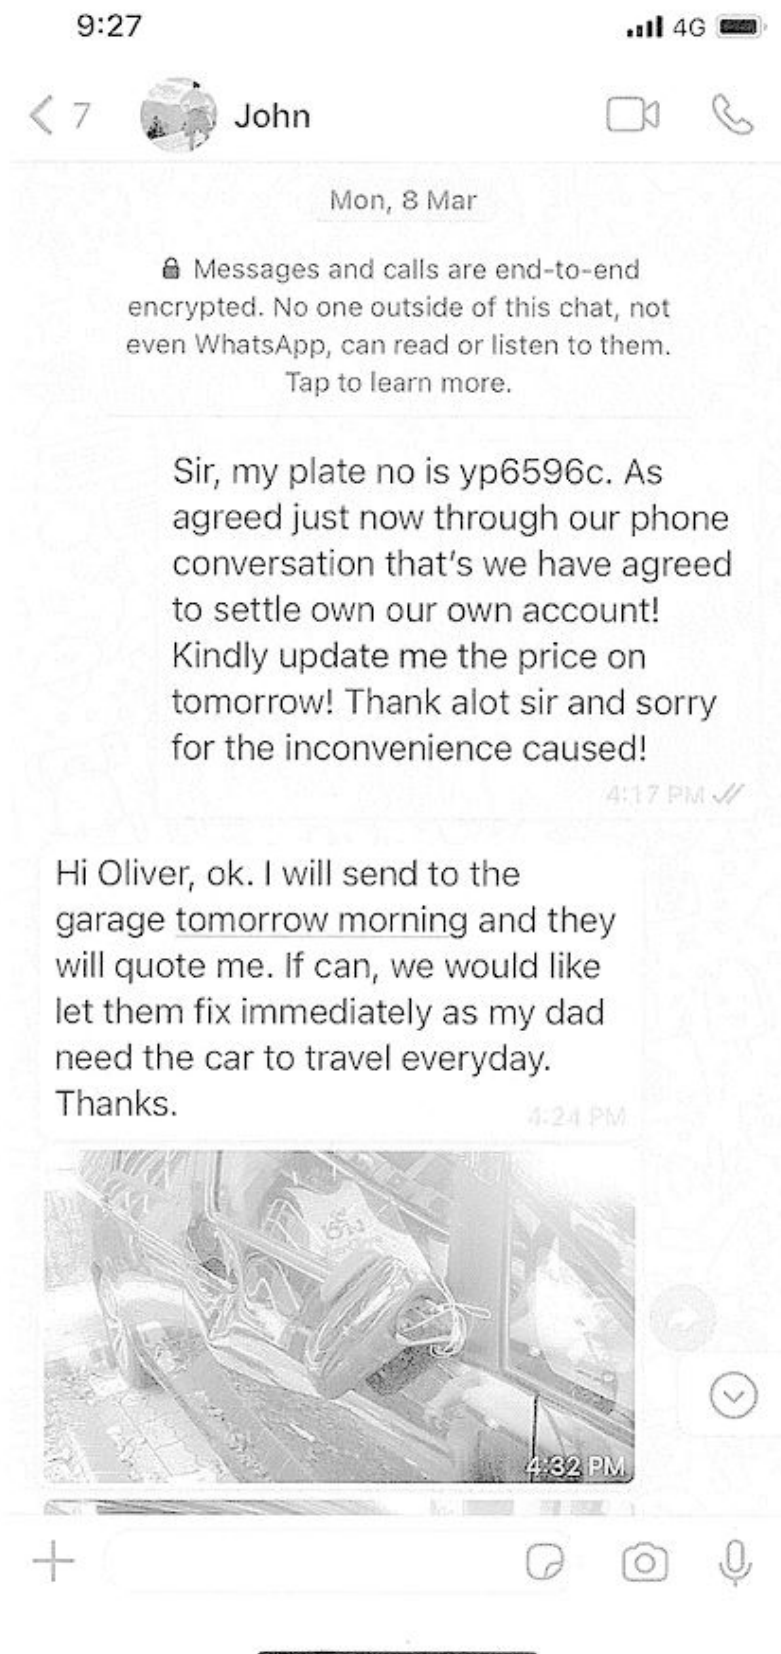 9:27
4G
7
John
Mon, 8 Mar
Messages and calls are end-to-end
encrypted. No one outside of this chat, not
even WhatsApp, can read or listen to them.
Tap to learn more.
Sir, my plate no is yp6596c. As
agreed just now through our phone
conversation that's we have agreed
to settle own our own account!
Kindly update me the price on
tomorrow! Thank alot sir and sorry
for the inconvenience caused!
4:17 PM
Hi Oliver, ok. I will send to the
garage tomorrow morning and they
will quote me. If can, we would like
let them fix immediately as my dad
need the car to travel everyday.
Thanks.
4:24 PM
4:32 PM